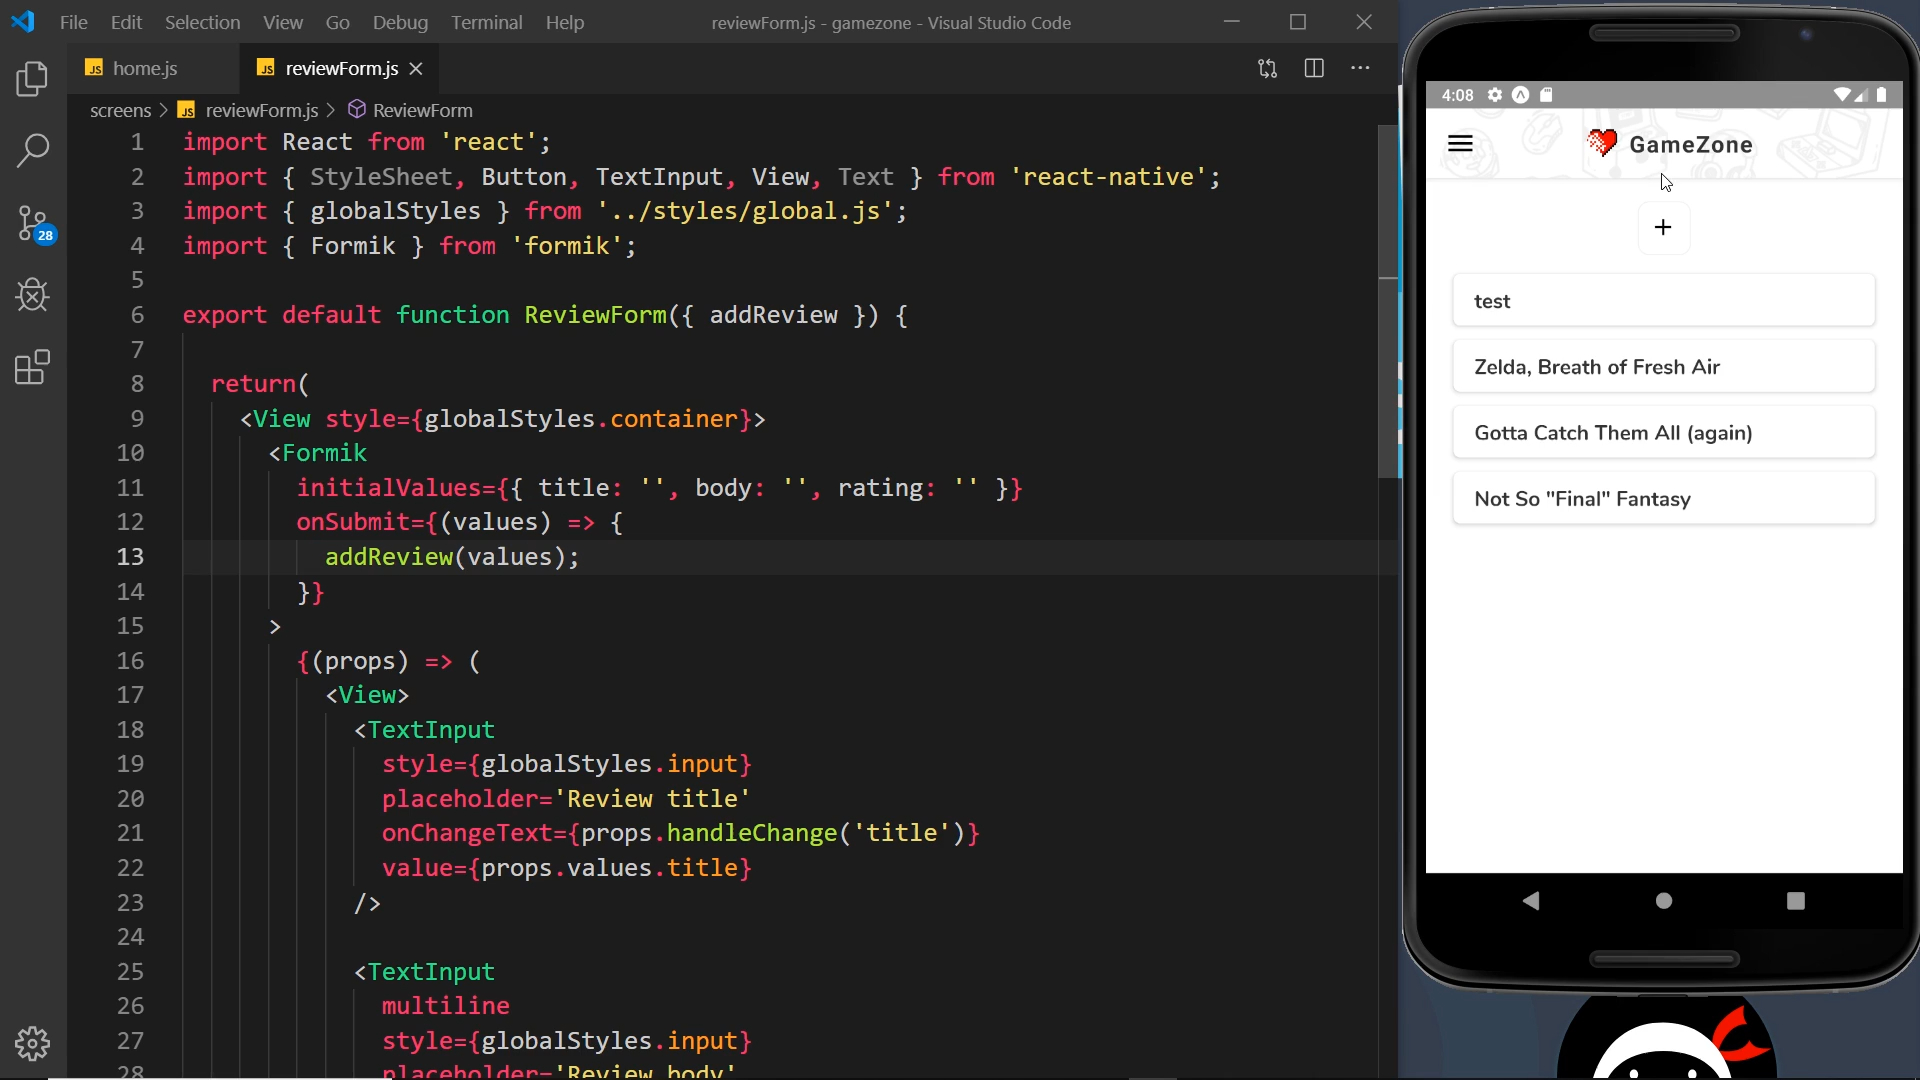 File Edit Selection View Go Debug Terminal Help
reviewForm.js - gamezone - Visual Studio Code
JS home.js
JS reviewForm.js
screens > JS reviewForm.js > ReviewForm
28
1 import React from 'react';
2 import { StyleSheet, Button, TextInput, View, Text } from 'react-native';
3 import { globalStyles } from '../styles/global.js';
4 import { Formik } from 'formik';
5
6 export default function ReviewForm({ addReview }) {
7
8 return(
9 <View style={globalStyles.container}>
10 <Formik
11 initialValues={{ title: '', body: '', rating: '' }}
12 onSubmit={(values) => {
13 addReview(values);
14 }}
15 >
16 {(props) => (
17 <View>
18 <TextInput
19 style={globalStyles.input}
20 placeholder='Review title'
21 onChangeText={props.handleChange('title')}
22 value={props.values.title}
23 />
24
25 <TextInput
26 multiline
27 style={globalStyles.input}
28 placeholder='Review body'
4:08
GameZone
+
test
Zelda, Breath of Fresh Air
Gotta Catch Them All (again)
Not So "Final" Fantasy